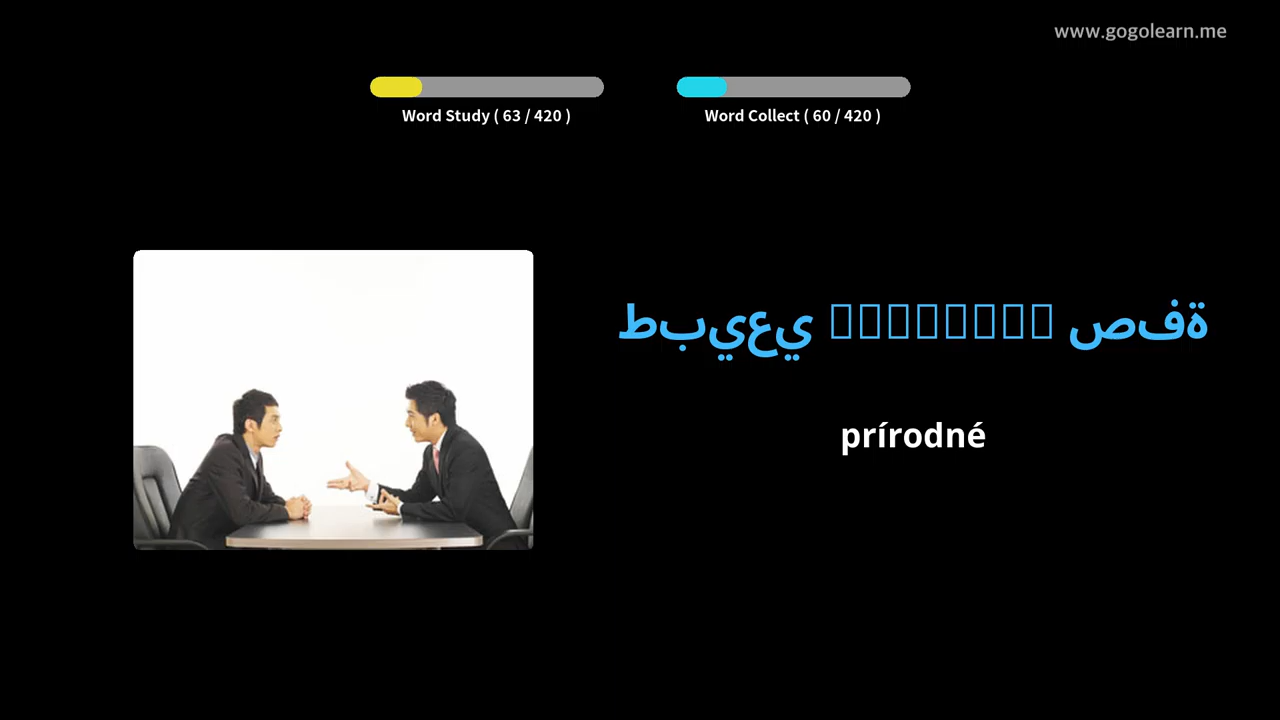 www.gogolearn.me
Word Study ( 63 / 420 )
Word Collect ( 60 / 420 )
طبيعي صفة
prírodné